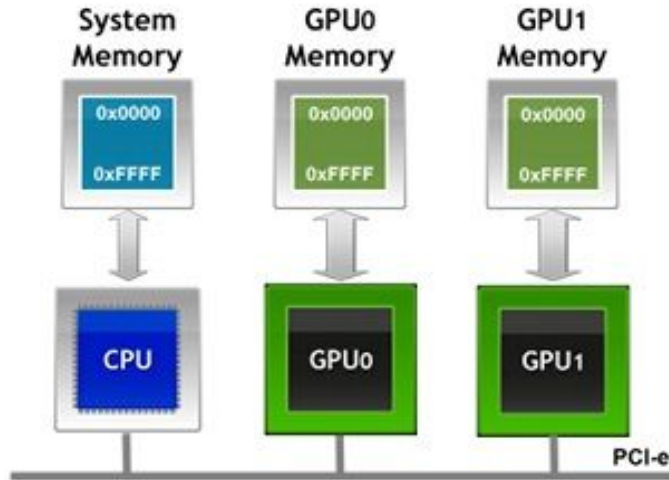 System
Memory
GPU0
Memory
GPU1
Memory
0x0000
0xFFFF
0x0000
0xFFFF
0x0000
0xFFFF
CPU
GPU0
GPU1
PCI-e